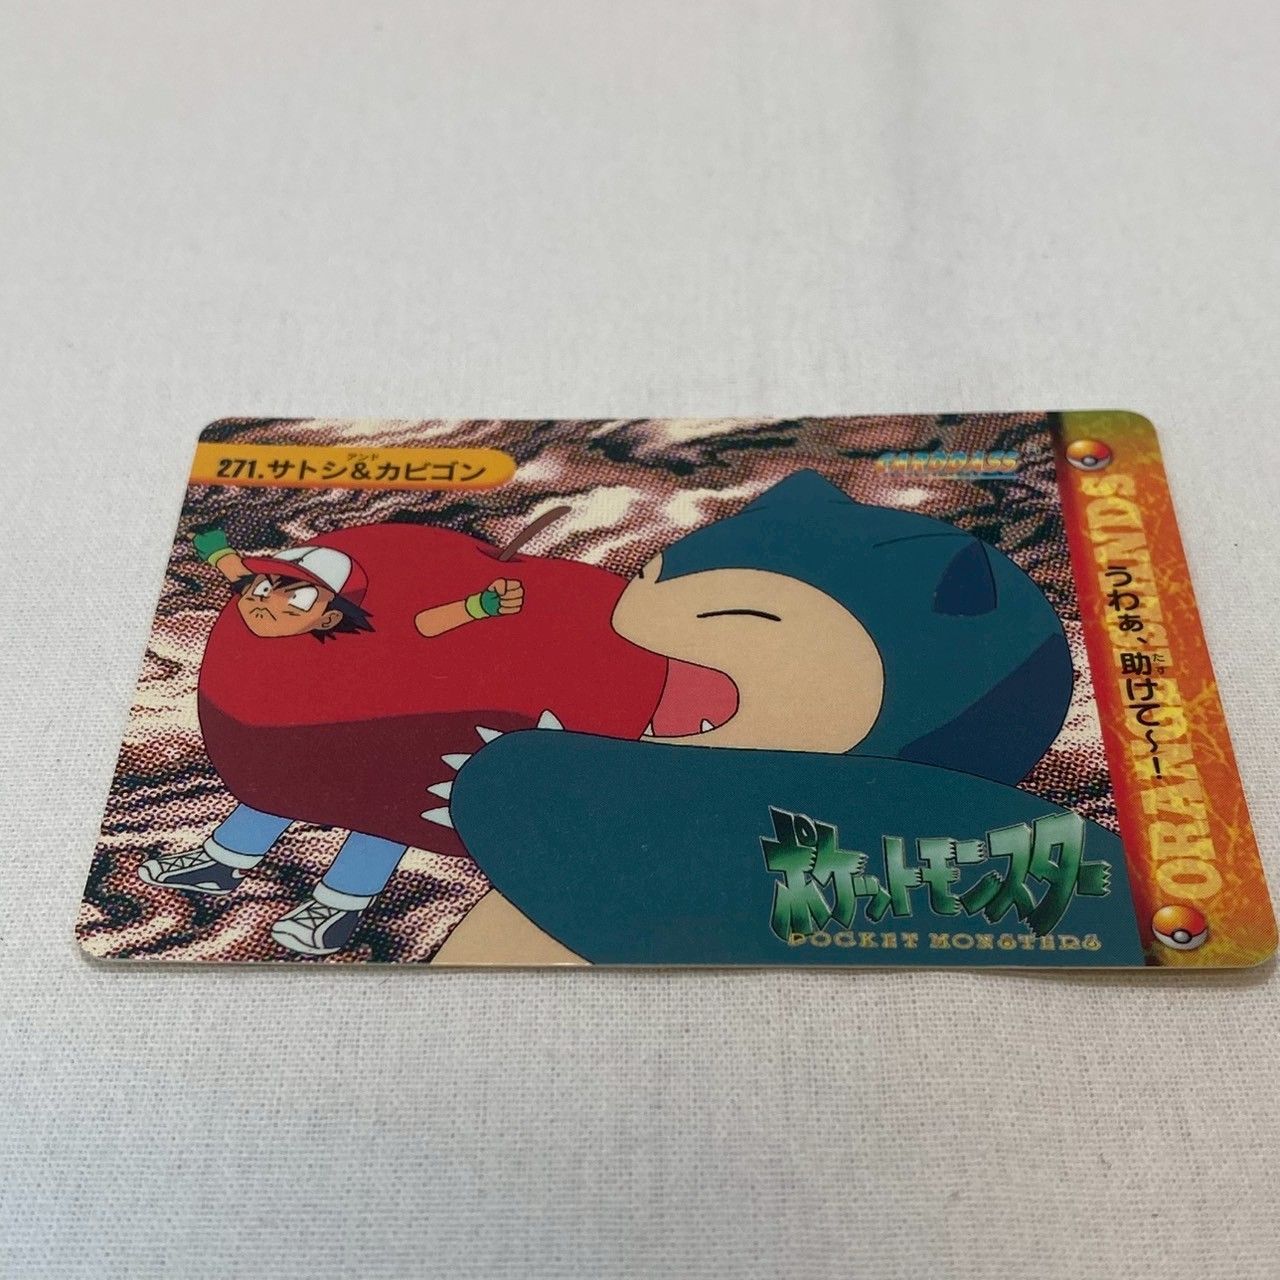 271.サトシ&カビゴン
アンド
CARDDASS
うわぁ、助けて〜!
たす
ORANGE ISLANDS
ポケットモンスター
POCKET MONSTERS